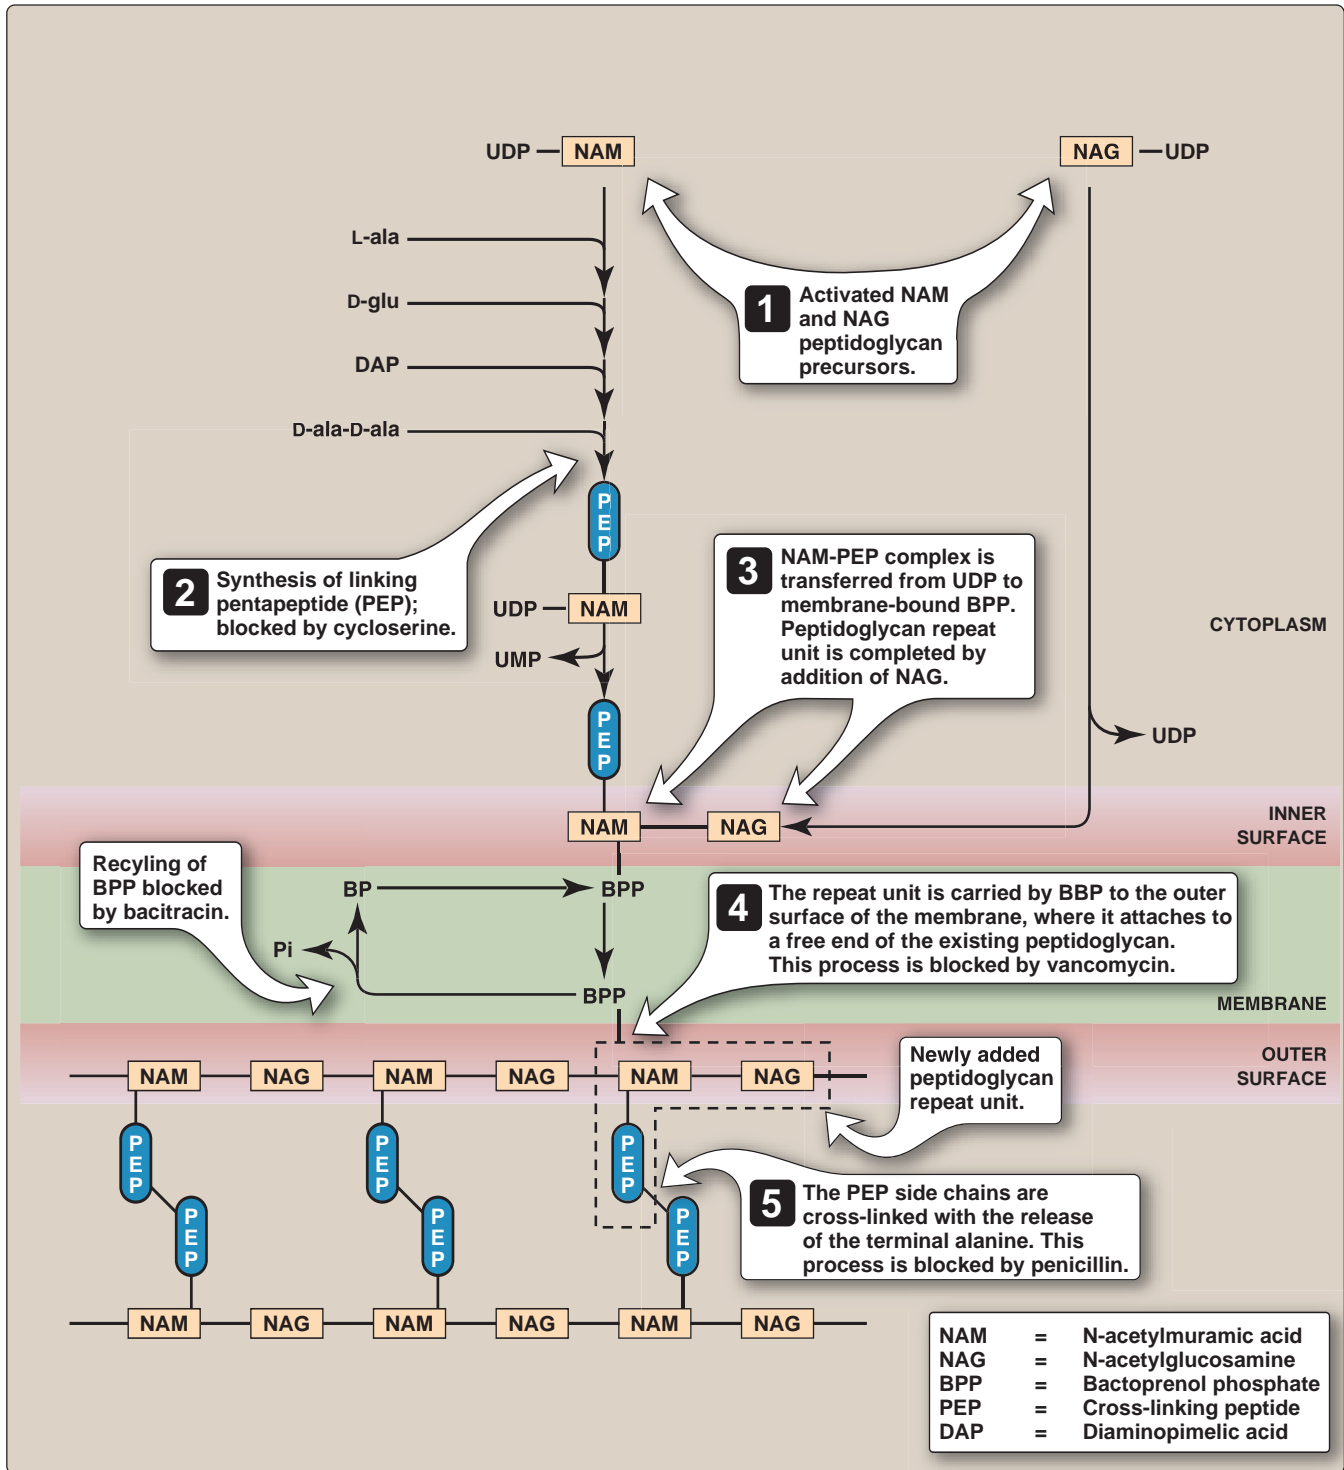 UDP
NAM
NAG
UDP
L-ala
D-glu
DAP
D-ala-D-ala
1
Activated NAM
and NAG
peptidoglycan
precursors.
PEP
2
Synthesis of linking
pentapeptide (PEP);
blocked by cycloserine.
UDP
NAM
UMP
3
NAM-PEP complex is
transferred from UDP to
membrane-bound BPP.
Peptidoglycan repeat
unit is completed by
addition of NAG.
CYTOPLASM
PEP
UDP
NAM
NAG
INNER
SURFACE
Recyling of
BPP blocked
by bacitracin.
BP
BPP
Pi
BPP
4
The repeat unit is carried by BBP to the outer
surface of the membrane, where it attaches to
a free end of the existing peptidoglycan.
This process is blocked by vancomycin.
MEMBRANE
OUTER
SURFACE
NAM NAG NAM NAG NAM NAG
Newly added
peptidoglycan
repeat unit.
PEP PEP PEP
PEP PEP PEP
5
The PEP side chains are
cross-linked with the release
of the terminal alanine. This
process is blocked by penicillin.
NAM NAG NAM NAG NAM NAG
NAM = N-acetylmuramic acid
NAG = N-acetylglucosamine
BPP = Bactoprenol phosphate
PEP = Cross-linking peptide
DAP = Diaminopimelic acid